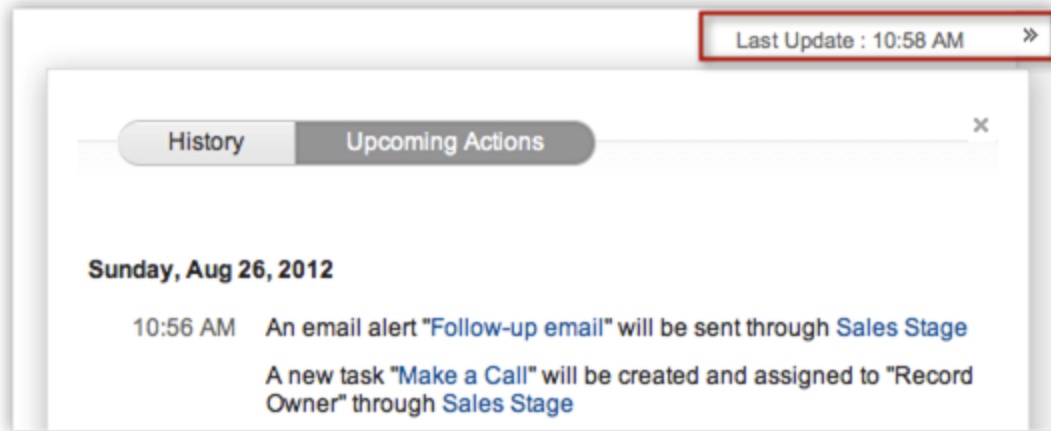 Last Update : 10:58 AM »
History Upcoming Actions ×
Sunday, Aug 26, 2012
10:56 AM An email alert "Follow-up email" will be sent through Sales Stage
A new task "Make a Call" will be created and assigned to "Record
Owner" through Sales Stage